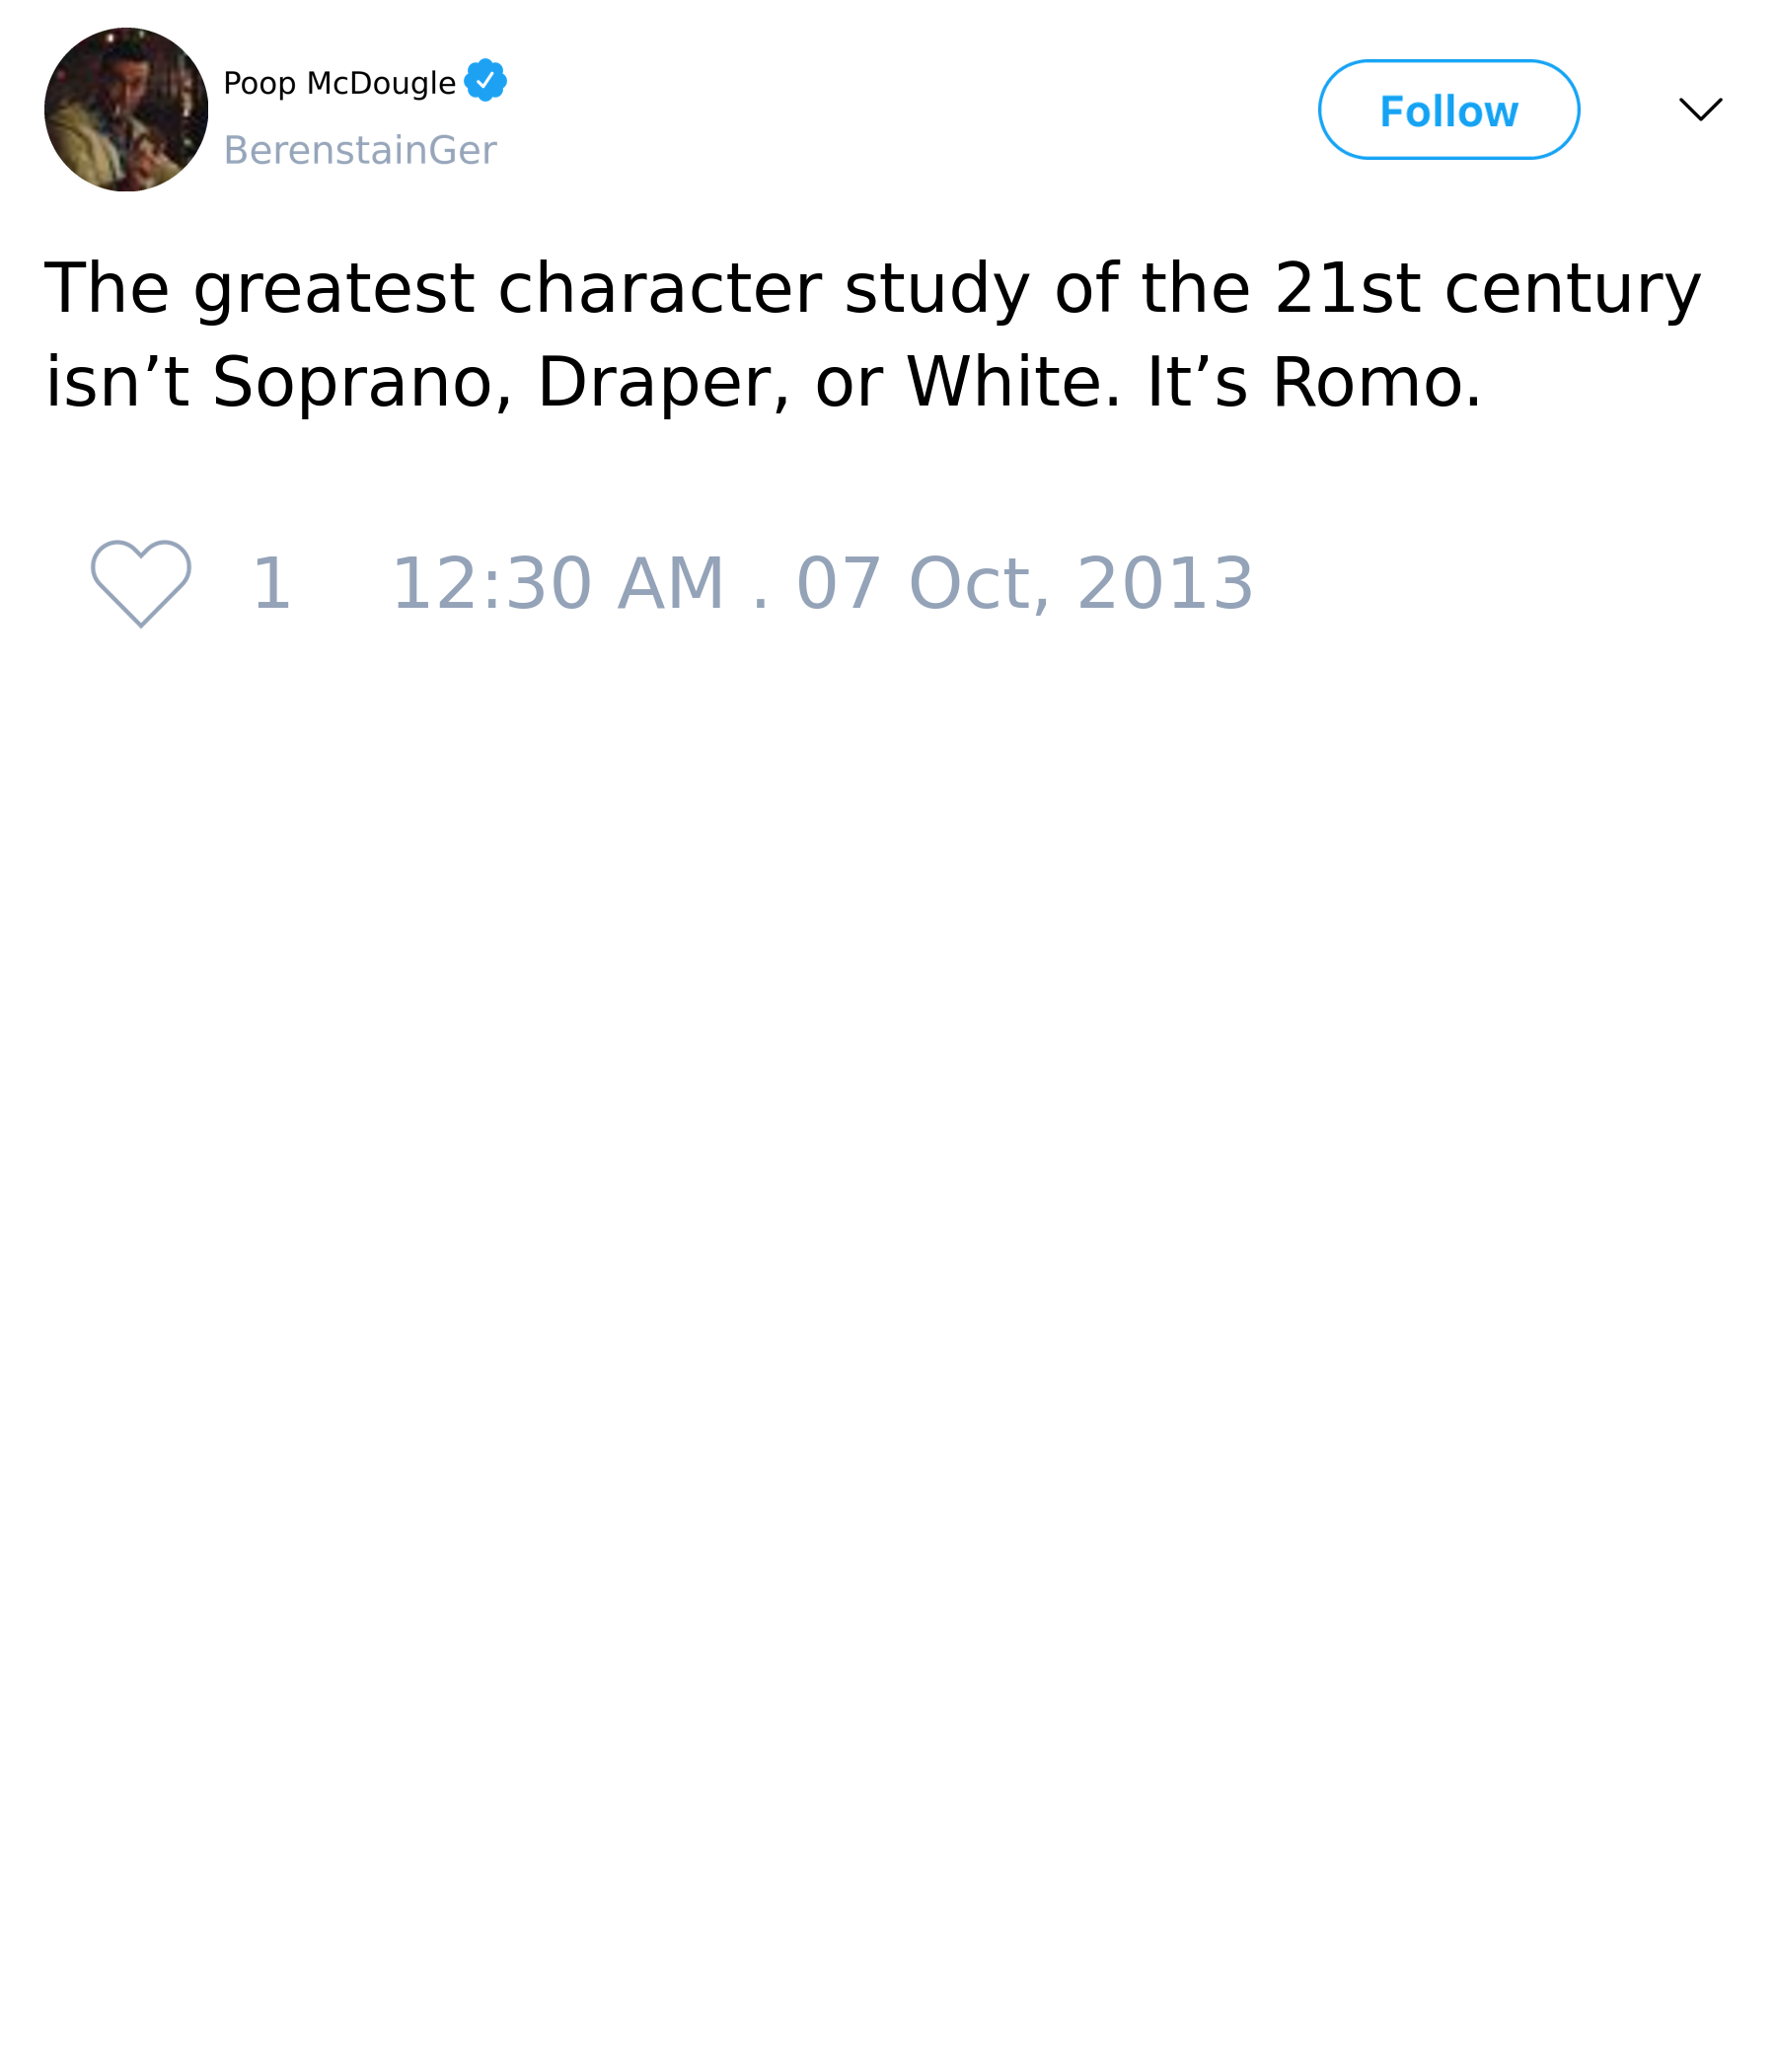 Poop McDougle
Follow
BerenstainGer
The greatest character study of the 21st century
isn’t Soprano, Draper, or White. It’s Romo.
1 12:30 AM . 07 Oct, 2013